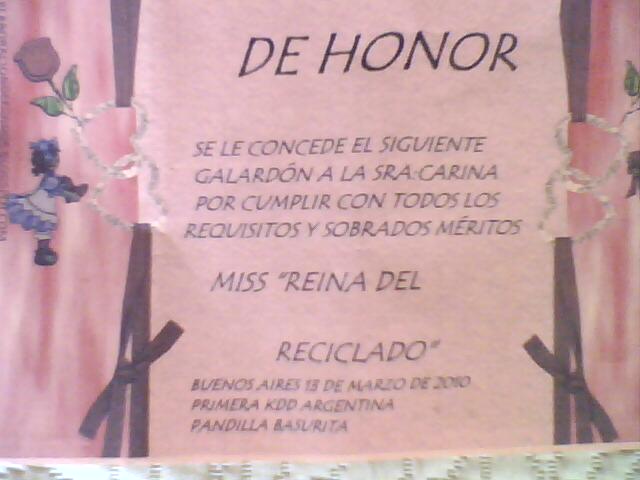 DE HONOR
SE LE CONCEDE EL SIGUIENTE
GALARDÓN A LA SRA:CARINA
POR CUMPLIR CON TODOS LOS
REQUISITOS Y SOBRADOS MÉRITOS
MISS "REINA DEL
RECICLADO"
BUENOS AIRES 13 DE MARZO DE 2010
PRIMERA KDD ARGENTINA
PANDILLA BASURITA